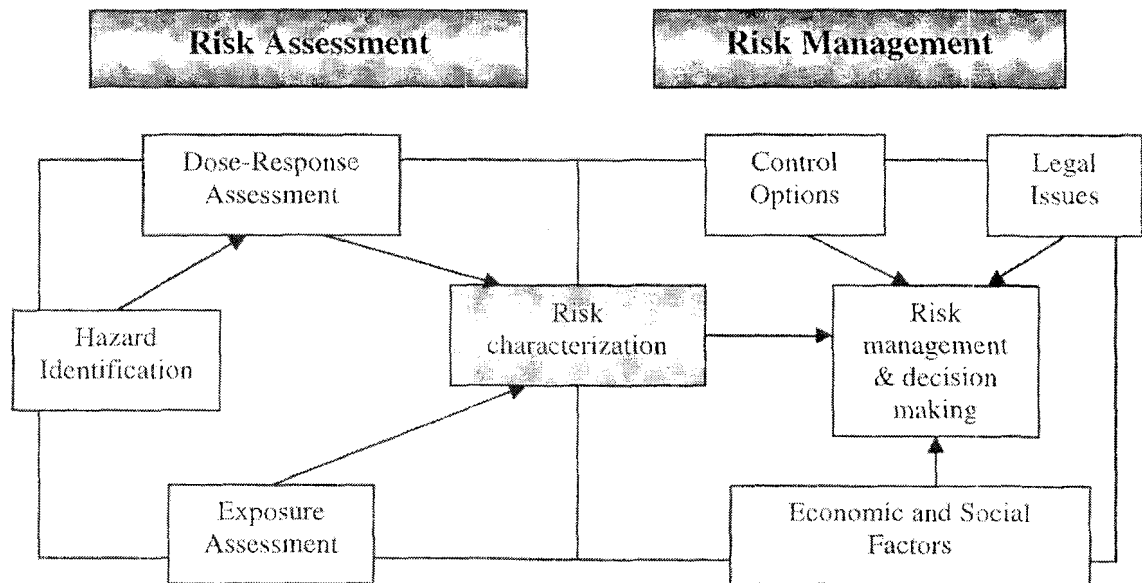 Risk Assessment
Risk Management
Dose-Response
Assessment
Control
Options
Legal
Issues
Hazard
Identification
Risk
characterization
Risk
management
& decision
making
Exposure
Assessment
Economic and Social
Factors